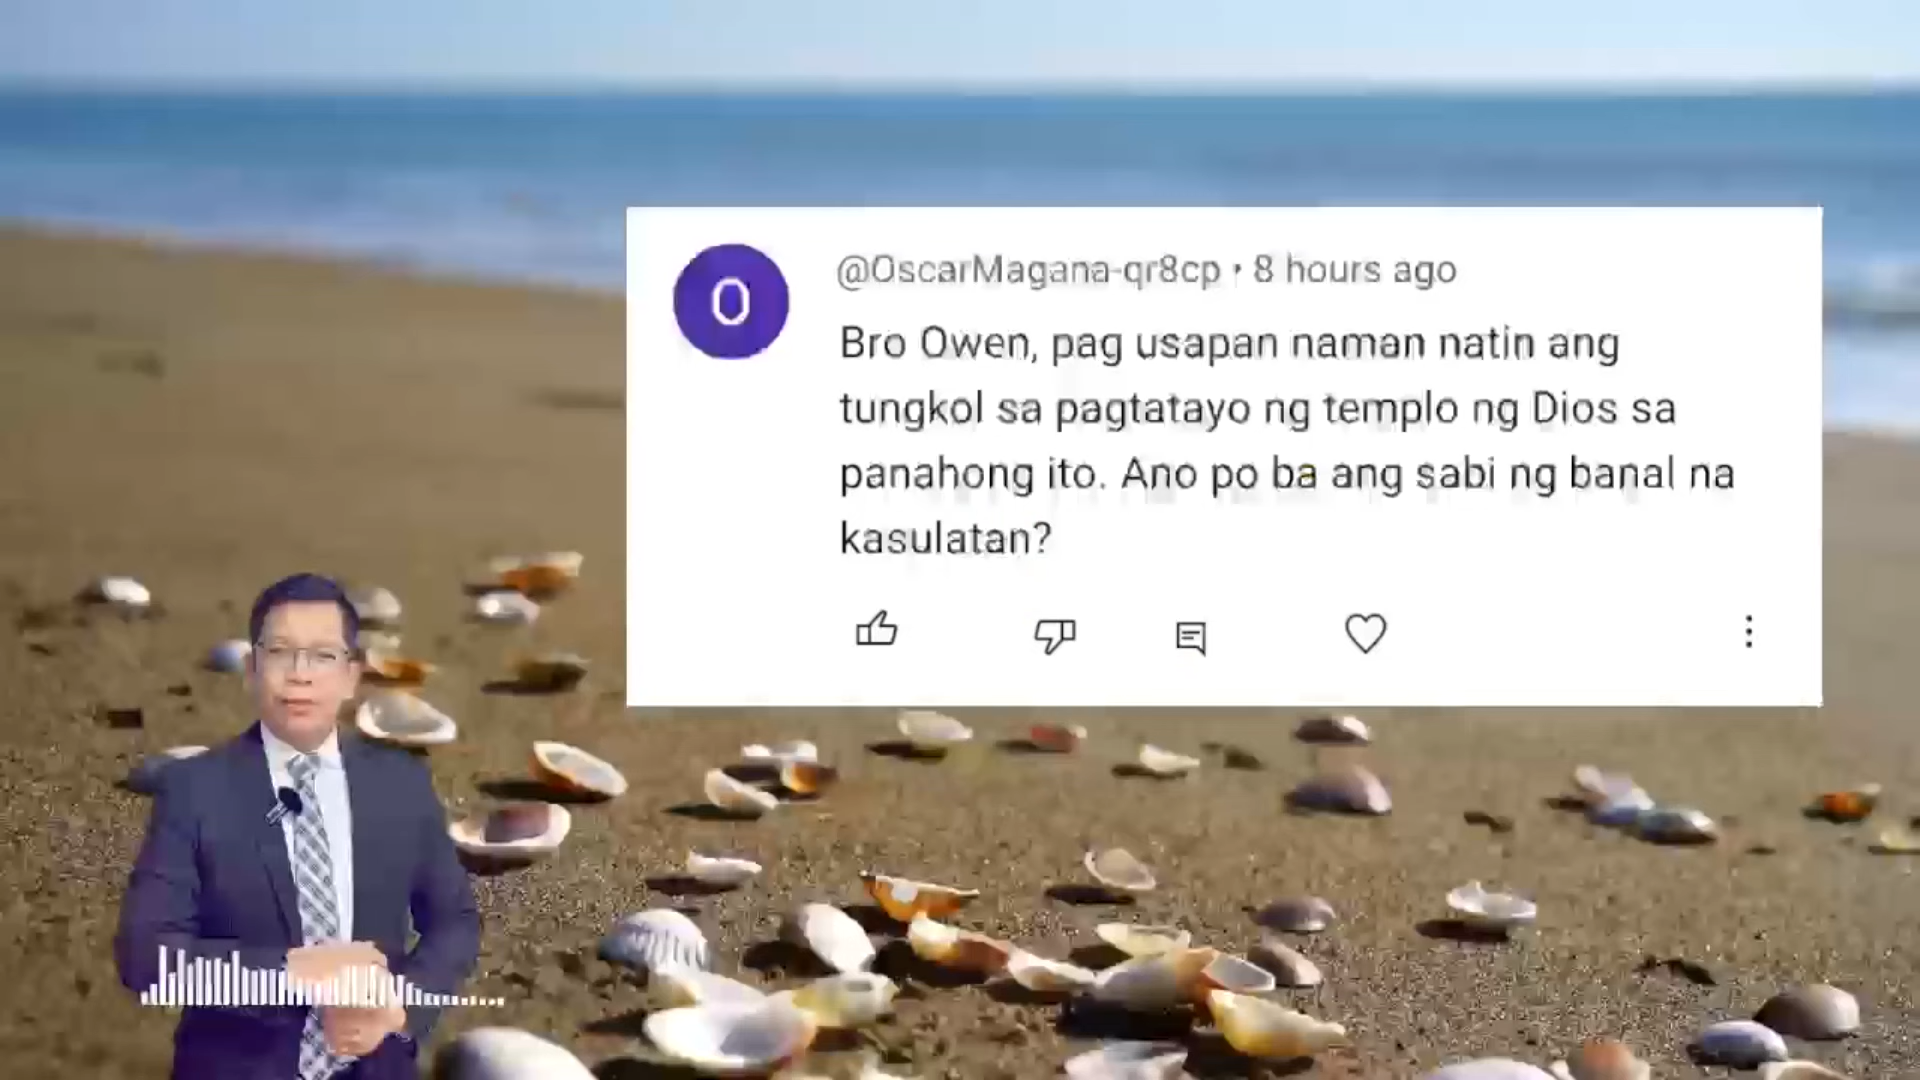 O
@OscarMagana-qr8cp • 8 hours ago
Bro Owen, pag usapan naman natin ang
tungkol sa pagtatayo ng templo ng Dios sa
panahong ito. Ano po ba ang sabi ng banal na
kasulatan?